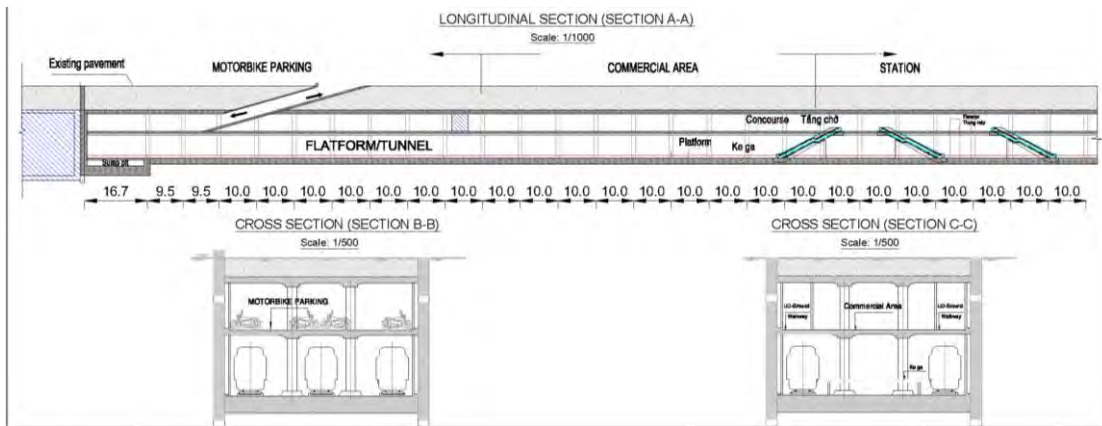 LONGITUDINAL SECTION (SECTION A-A)
Scale: 1/1000
Existing pavement
MOTORBIKE PARKING
COMMERCIAL AREA
STATION
Concourse Tầng chờ
FLATFORM/TUNNEL
Platform
Ke ga
Sump pit
16.7 9.5 9.5 10.0 10.0 10.0 10.0 10.0 10.0 10.0 10.0 10.0 10.0 10.0 10.0 10.0 10.0 10.0 10.0 10.0 10.0 10.0 10.0 10.0 10.0
CROSS SECTION (SECTION B-B)
Scale: 1/500
MOTORBIKE PARKING
CROSS SECTION (SECTION C-C)
Scale: 1/500
Walkway
Commercial Area
Walkway
Ke ga